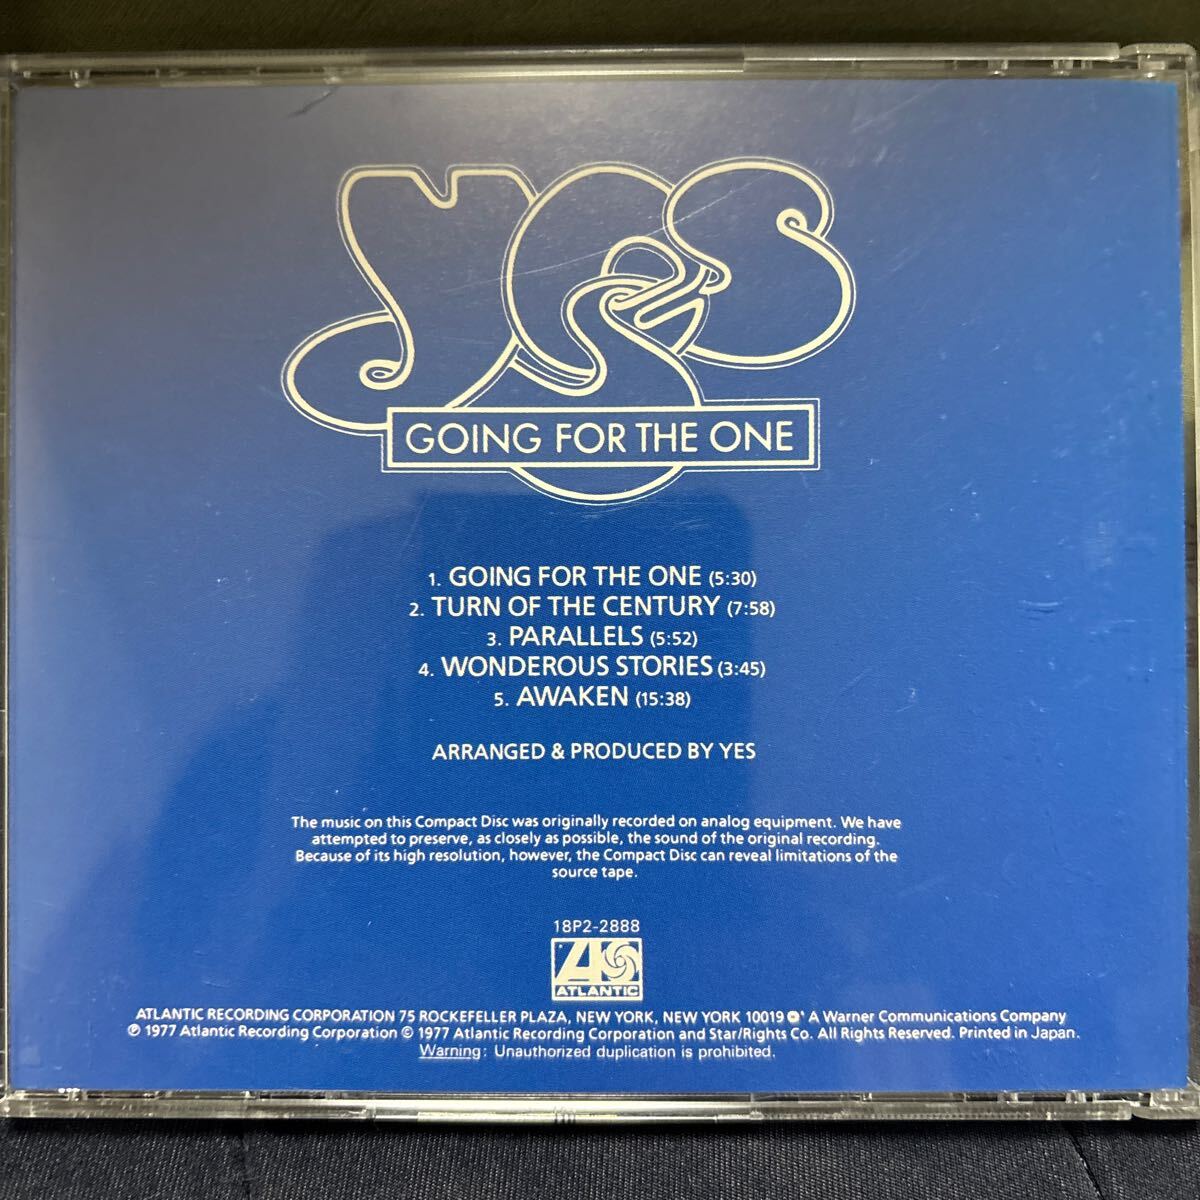 YES
GOING FOR THE ONE
1. GOING FOR THE ONE (5:30)
2. TURN OF THE CENTURY (7:58)
3. PARALLELS (5:52)
4. WONDEROUS STORIES (3:45)
5. AWAKEN (15:38)
ARRANGED & PRODUCED BY YES
The music on this Compact Disc was originally recorded on analog equipment. We have
attempted to preserve, as closely as possible, the sound of the original recording.
Because of its high resolution, however, the Compact Disc can reveal limitations of the
source tape.
18P2-2888
ATLANTIC
ATLANTIC RECORDING CORPORATION 75 ROCKEFELLER PLAZA, NEW YORK, NEW YORK 10019 A Warner Communications Company
℗ 1977 Atlantic Recording Corporation © 1977 Atlantic Recording Corporation and Star/Rights Co. All Rights Reserved. Printed in Japan.
Warning: Unauthorized duplication is prohibited.